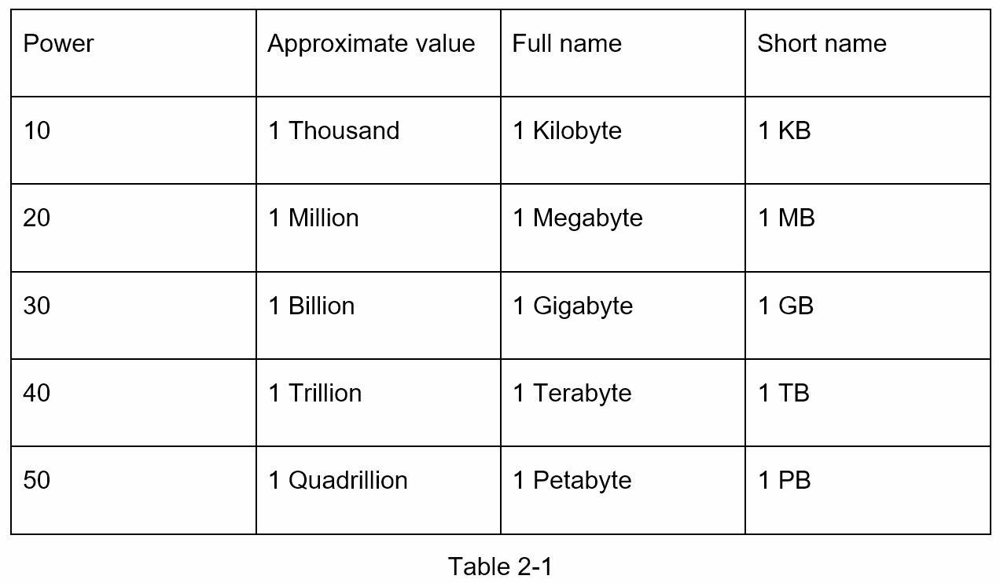 Power Approximate value Full name Short name
10 1 Thousand 1 Kilobyte 1 KB
20 1 Million 1 Megabyte 1 MB
30 1 Billion 1 Gigabyte 1 GB
40 1 Trillion 1 Terabyte 1 TB
50 1 Quadrillion 1 Petabyte 1 PB
Table 2-1